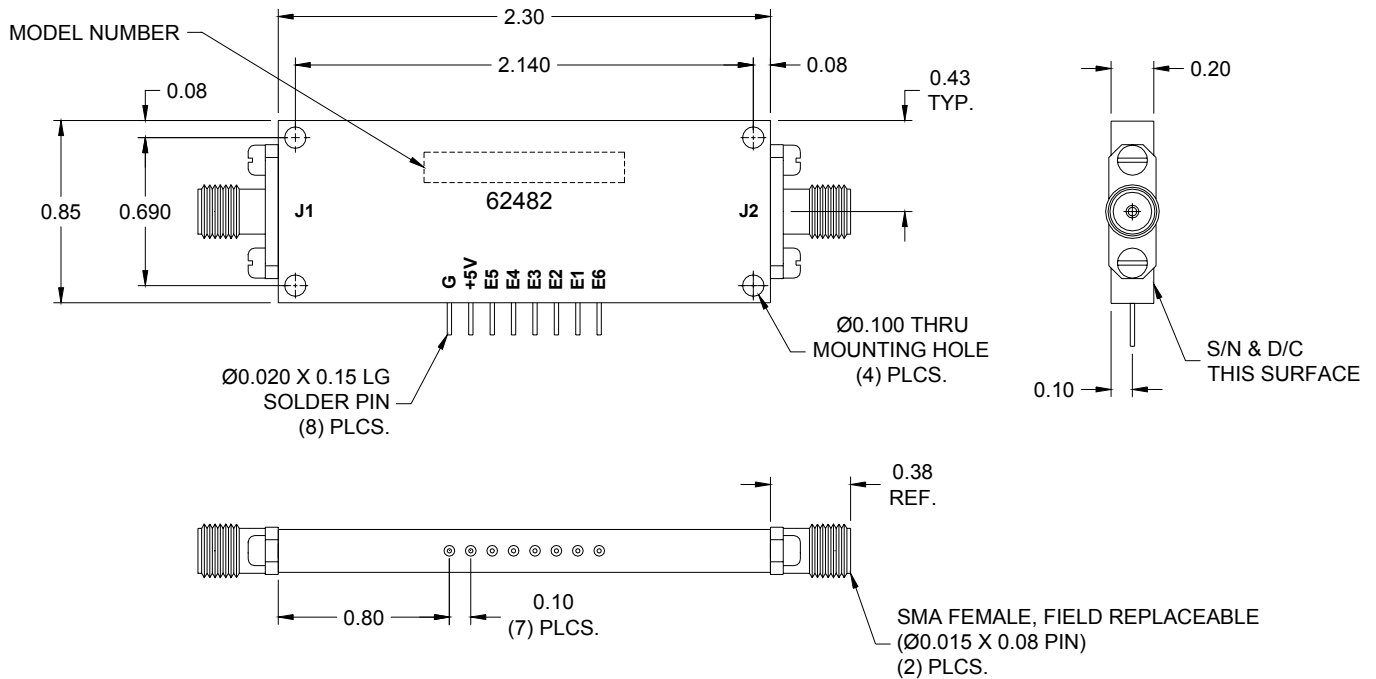 2.30
MODEL NUMBER
2.140
0.08
0.08
0.43
TYP.
0.20
0.85
0.690
J1
62482
J2
G
+5V
E5
E4
E3
E2
E1
E6
Ø0.100 THRU
MOUNTING HOLE
(4) PLCS.
S/N & D/C
THIS SURFACE
0.10
Ø0.020 X 0.15 LG
SOLDER PIN
(8) PLCS.
0.38
REF.
0.80
0.10
(7) PLCS.
SMA FEMALE, FIELD REPLACEABLE
(Ø0.015 X 0.08 PIN)
(2) PLCS.